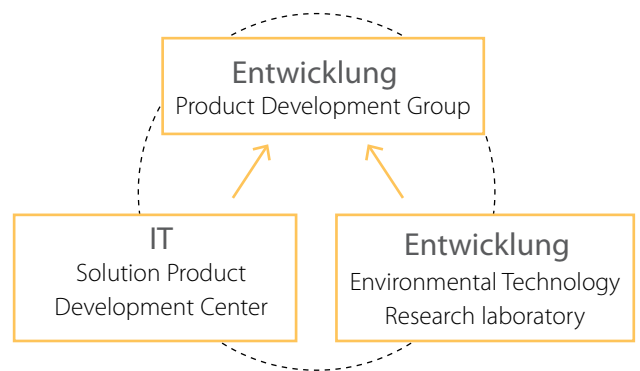 Entwicklung
Product Development Group
IT
Solution Product
Development Center
Entwicklung
Environmental Technology
Research laboratory